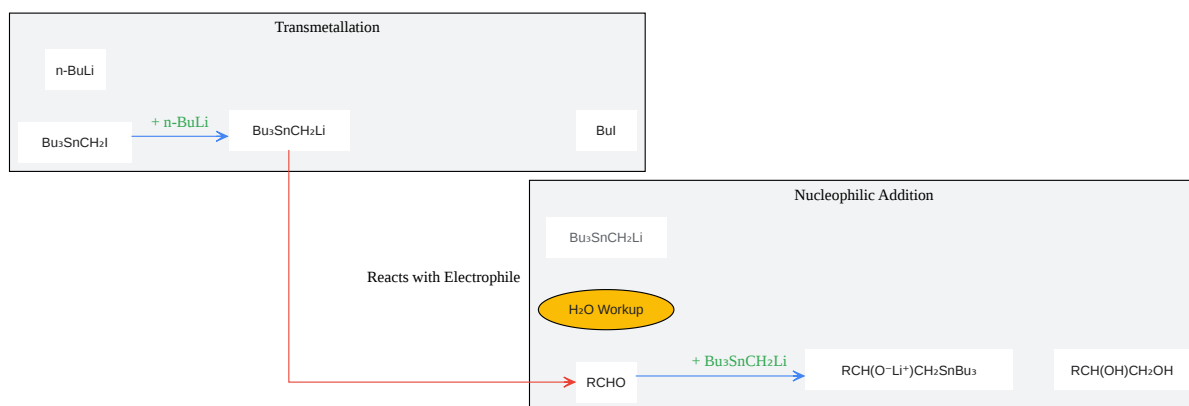 Transmetallation
n-BuLi
Bu₃SnCH₂I
+ n-BuLi
Bu₃SnCH₂Li
BuI
Nucleophilic Addition
Bu₃SnCH₂Li
Reacts with Electrophile
H₂O Workup
RCHO
+ Bu₃SnCH₂Li
RCH(O⁻Li⁺)CH₂SnBu₃
RCH(OH)CH₂OH